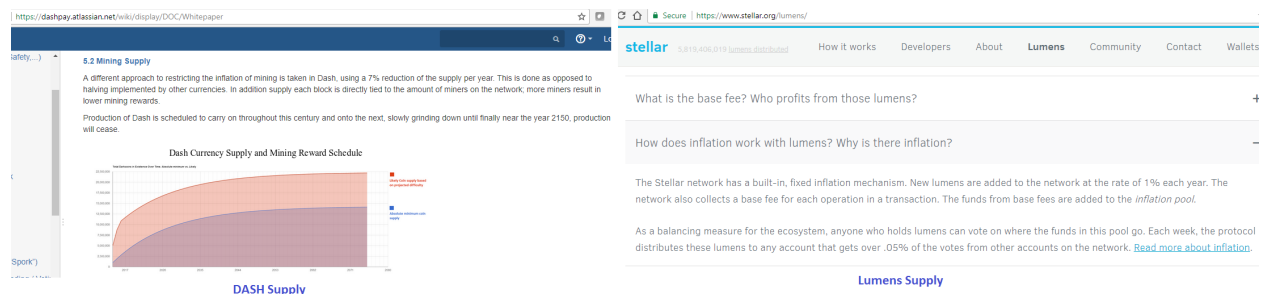 https://dashpay.atlassian.net/wiki/display/DOC/Whitepaper
safety,...)
5.2 Mining Supply
A different approach to restricting the inflation of mining is taken in Dash, using a 7% reduction of the supply per year. This is done as opposed to
halving implemented by other currencies. In addition supply each block is directly tied to the amount of miners on the network; more miners result in
lower mining rewards.
Production of Dash is scheduled to carry on throughout this century and onto the next, slowly grinding down until finally near the year 2150, production
will cease.
Dash Currency Supply and Mining Reward Schedule
"Spork")
DASH Supply
Secure | https://www.stellar.org/lumens/
stellar 5,819,406,019 lumens distributed How it works Developers About Lumens Community Contact Wallets
What is the base fee? Who profits from those lumens? +
How does inflation work with lumens? Why is there inflation? −
The Stellar network has a built-in, fixed inflation mechanism. New lumens are added to the network at the rate of 1% each year. The
network also collects a base fee for each operation in a transaction. The funds from base fees are added to the inflation pool.
As a balancing measure for the ecosystem, anyone who holds lumens can vote on where the funds in this pool go. Each week, the protocol
distributes these lumens to any account that gets over .05% of the votes from other accounts on the network. Read more about inflation.
Lumens Supply